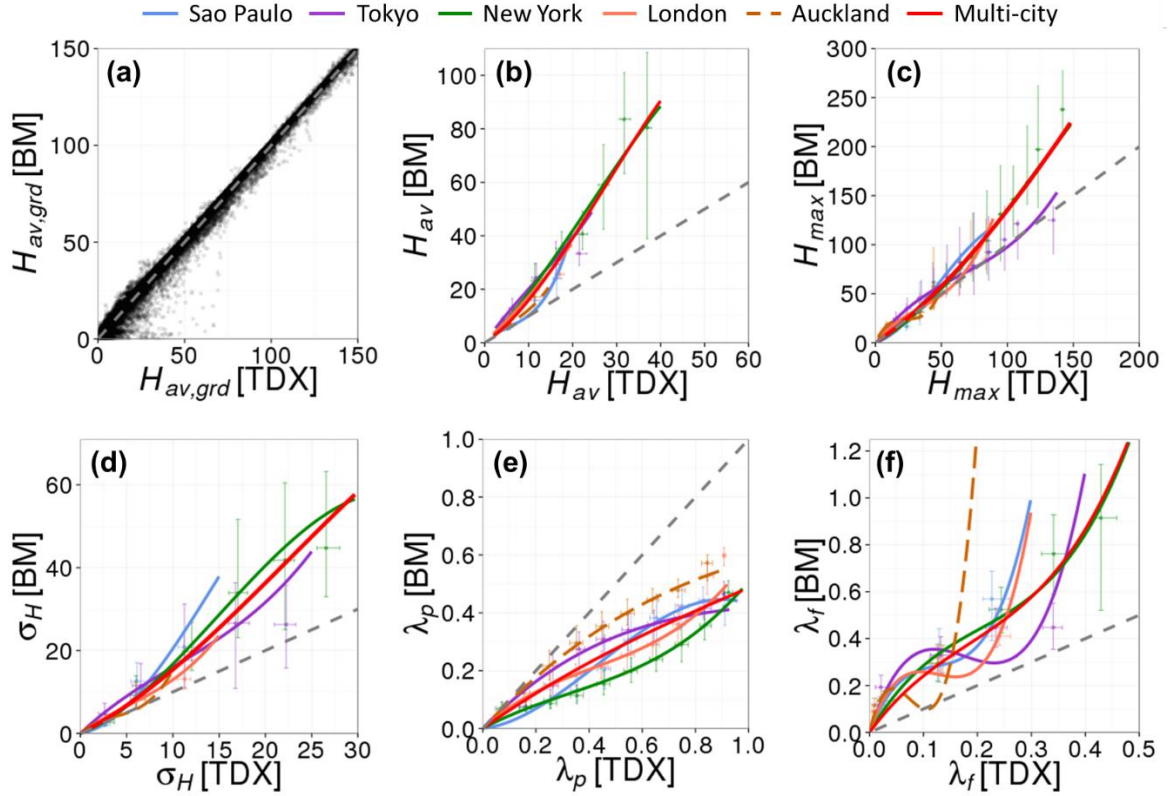 Sao Paulo Tokyo New York London Auckland Multi-city
(a) (b) (c)
H_av,grd [BM]
150
100
50
0
0 50 100 150
H_av,grd [TDX]
H_av [BM]
100
80
60
40
20
0
0 10 20 30 40 50 60
H_av [TDX]
H_max [BM]
300
250
200
150
100
50
0
0 50 100 150 200
H_max [TDX]
(d) (e) (f)
σ_H [BM]
60
40
20
0
0 5 10 15 20 25 30
σ_H [TDX]
λ_p [BM]
1.0
0.8
0.6
0.4
0.2
0.0
0.0 0.2 0.4 0.6 0.8 1.0
λ_p [TDX]
λ_f [BM]
1.2
1.0
0.8
0.6
0.4
0.2
0.0
0.0 0.1 0.2 0.3 0.4 0.5
λ_f [TDX]